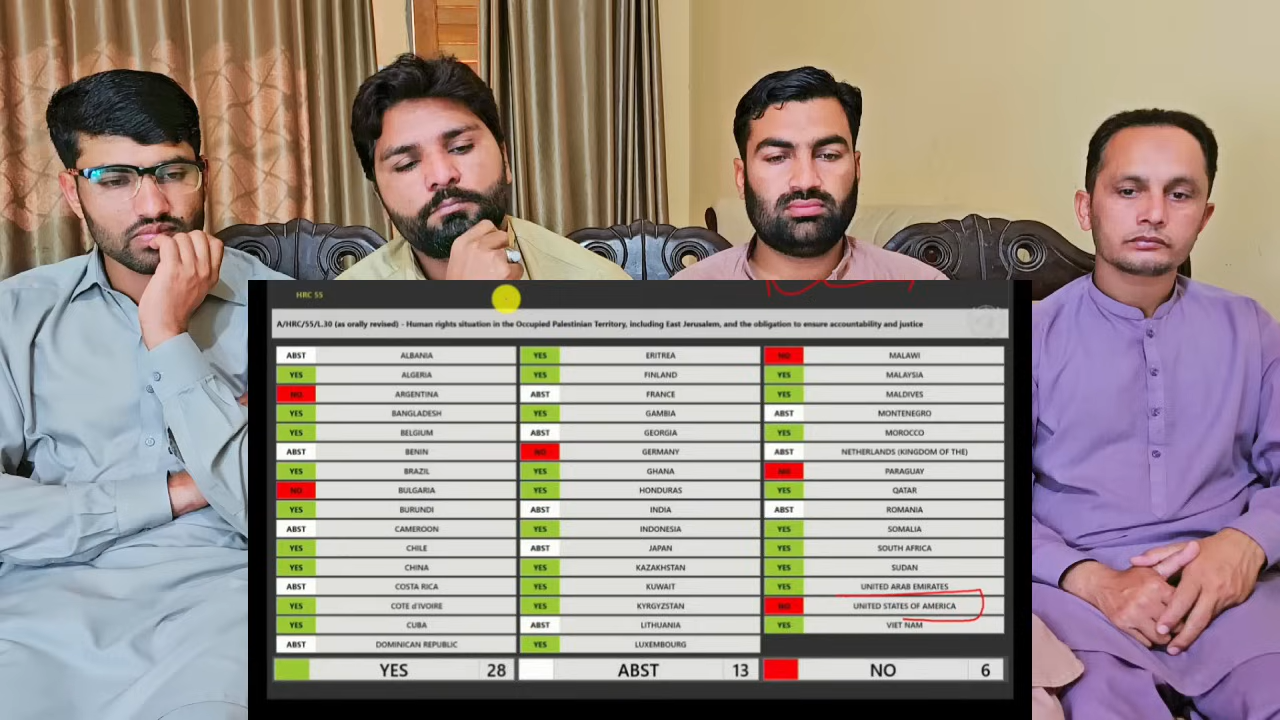 HRC 55
A/HRC/55/L.30 (as orally revised) - Human rights situation in the Occupied Palestinian Territory, including East Jerusalem, and the obligation to ensure accountability and justice
ABST ALBANIA
YES ALGERIA
NO ARGENTINA
YES BANGLADESH
YES BELGIUM
ABST BENIN
YES BRAZIL
NO BULGARIA
YES BURUNDI
ABST CAMEROON
YES CHILE
YES CHINA
ABST COSTA RICA
YES COTE d'IVOIRE
YES CUBA
ABST DOMINICAN REPUBLIC
YES ERITREA
YES FINLAND
ABST FRANCE
YES GAMBIA
ABST GEORGIA
NO GERMANY
YES GHANA
YES HONDURAS
ABST INDIA
YES INDONESIA
ABST JAPAN
YES KAZAKHSTAN
YES KUWAIT
YES KYRGYZSTAN
ABST LITHUANIA
YES LUXEMBOURG
NO MALAWI
YES MALAYSIA
YES MALDIVES
ABST MONTENEGRO
YES MOROCCO
ABST NETHERLANDS (KINGDOM OF THE)
NO PARAGUAY
YES QATAR
ABST ROMANIA
YES SOMALIA
YES SOUTH AFRICA
YES SUDAN
YES UNITED ARAB EMIRATES
NO UNITED STATES OF AMERICA
YES VIET NAM
YES 28
ABST 13
NO 6